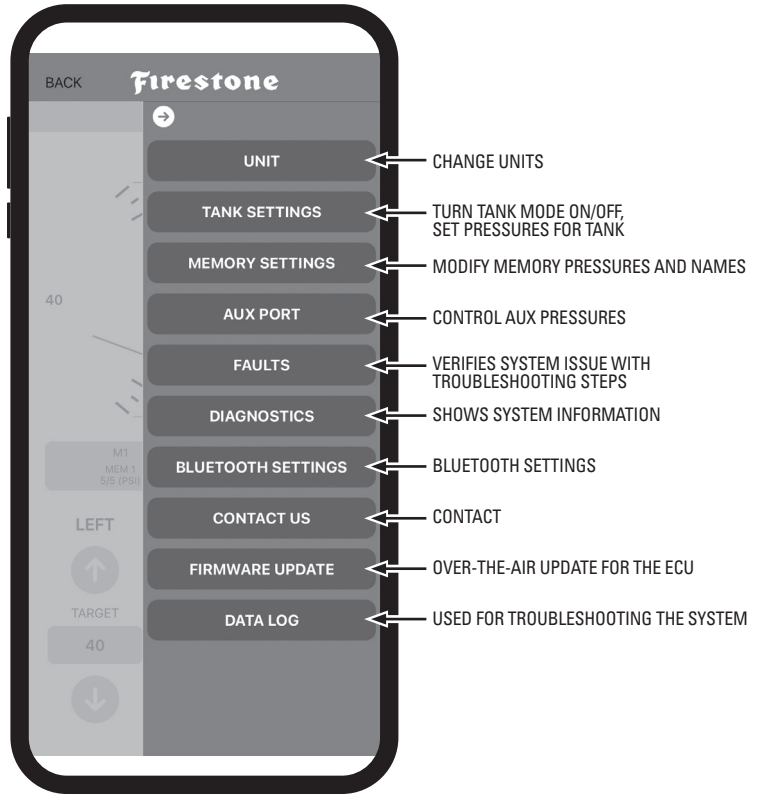 BACK
Firestone
UNIT
CHANGE UNITS
TANK SETTINGS
TURN TANK MODE ON/OFF,
SET PRESSURES FOR TANK
MEMORY SETTINGS
MODIFY MEMORY PRESSURES AND NAMES
40
AUX PORT
CONTROL AUX PRESSURES
FAULTS
VERIFIES SYSTEM ISSUE WITH
TROUBLESHOOTING STEPS
DIAGNOSTICS
SHOWS SYSTEM INFORMATION
M1
MEM 1
5/5 (PSI)
BLUETOOTH SETTINGS
BLUETOOTH SETTINGS
LEFT
CONTACT US
CONTACT
FIRMWARE UPDATE
OVER-THE-AIR UPDATE FOR THE ECU
TARGET
40
DATA LOG
USED FOR TROUBLESHOOTING THE SYSTEM